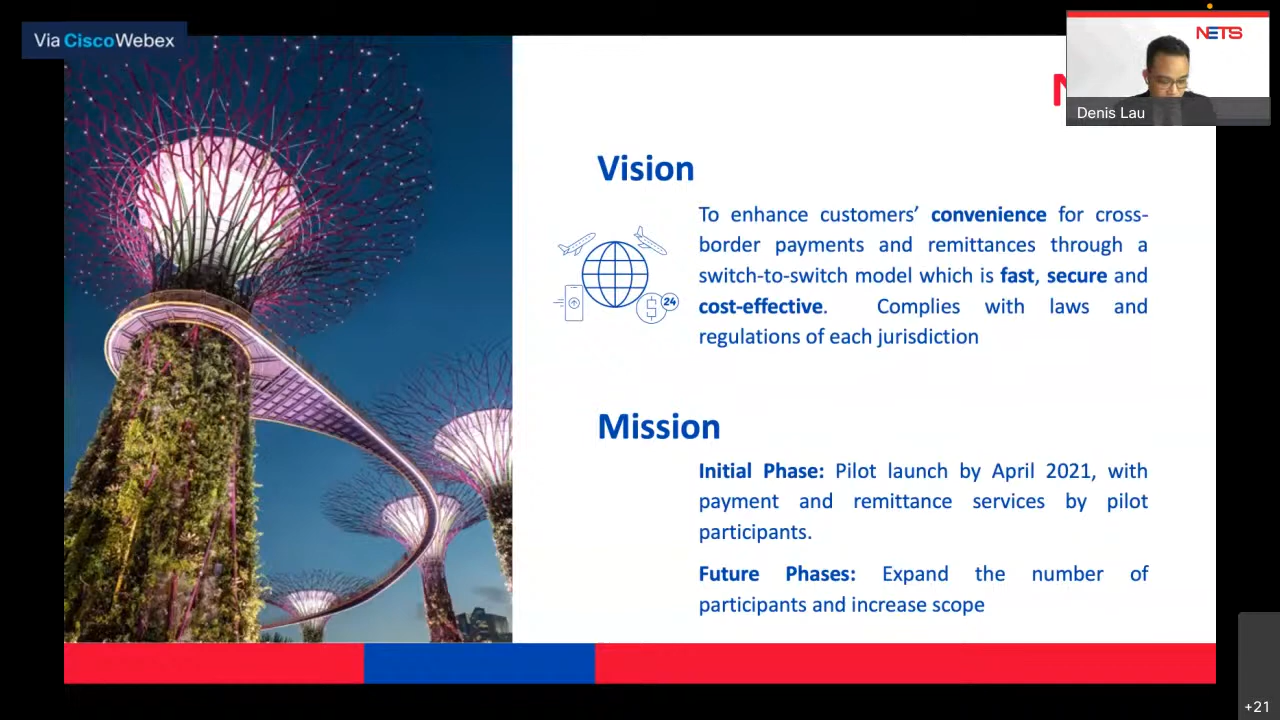 Via CiscoWebex
NETS
Denis Lau
Vision
To enhance customers’ convenience for cross-
border payments and remittances through a
switch-to-switch model which is fast, secure and
cost-effective. Complies with laws and
regulations of each jurisdiction
24
Mission
Initial Phase: Pilot launch by April 2021, with
payment and remittance services by pilot
participants.
Future Phases: Expand the number of
participants and increase scope
+21